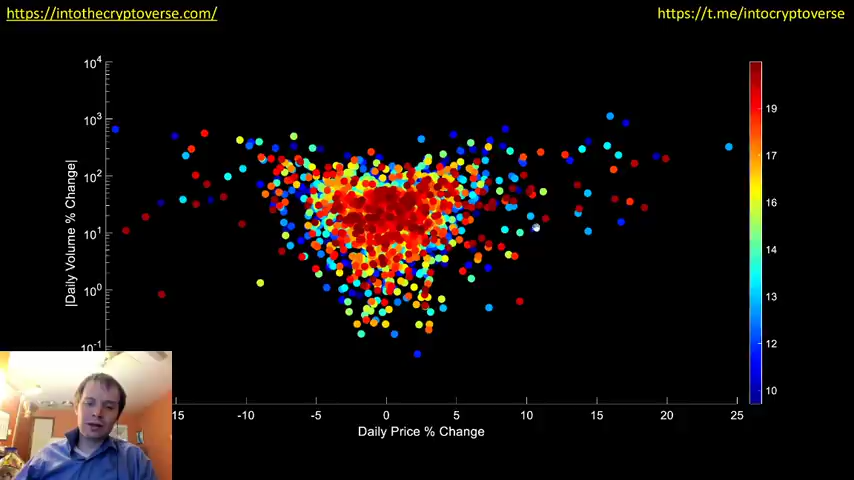 https://intothecryptoverse.com/
https://t.me/intocryptoverse
10⁴
10³
10²
10¹
10⁰
10⁻¹
|Daily Volume % Change|
15 -10 -5 0 5 10 15 20 25
Daily Price % Change
19
17
16
14
13
12
10